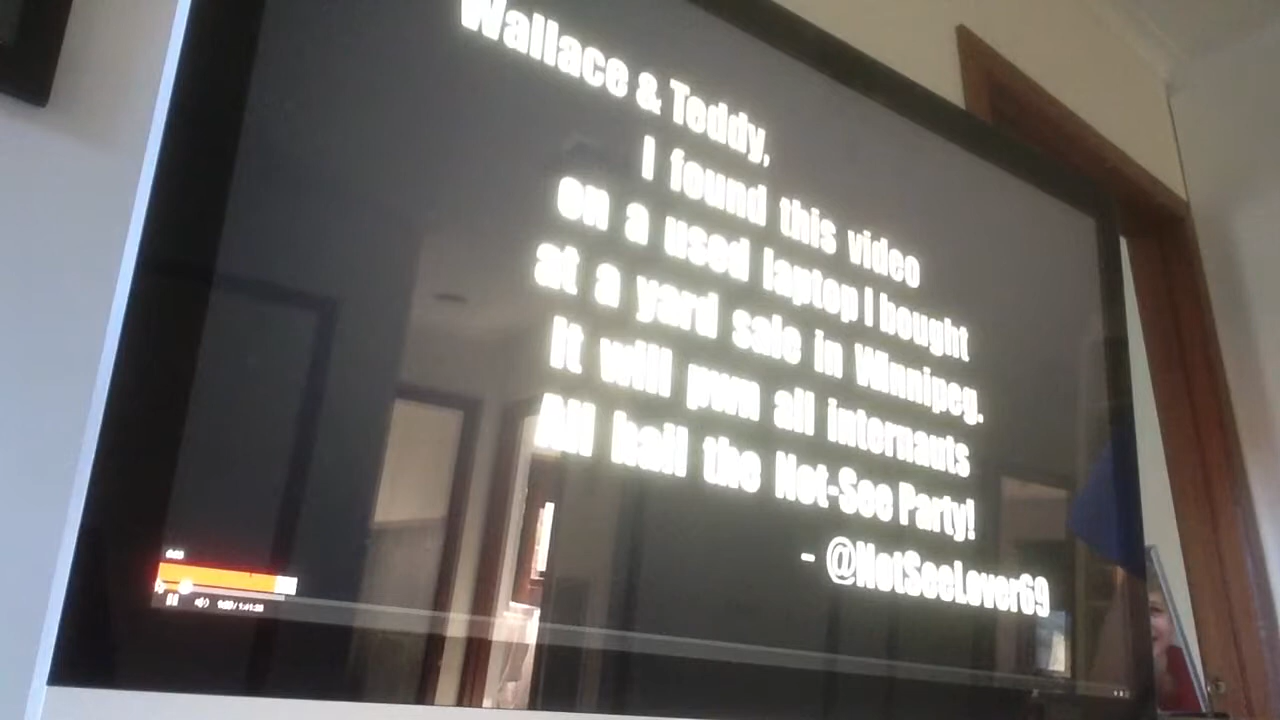 Wallace & Teddy,
I found this video
on a used laptop I bought
at a yard sale in Winnipeg.
It will pwn all internauts
All hail the Not-See Party!
- @NotSeeLover69